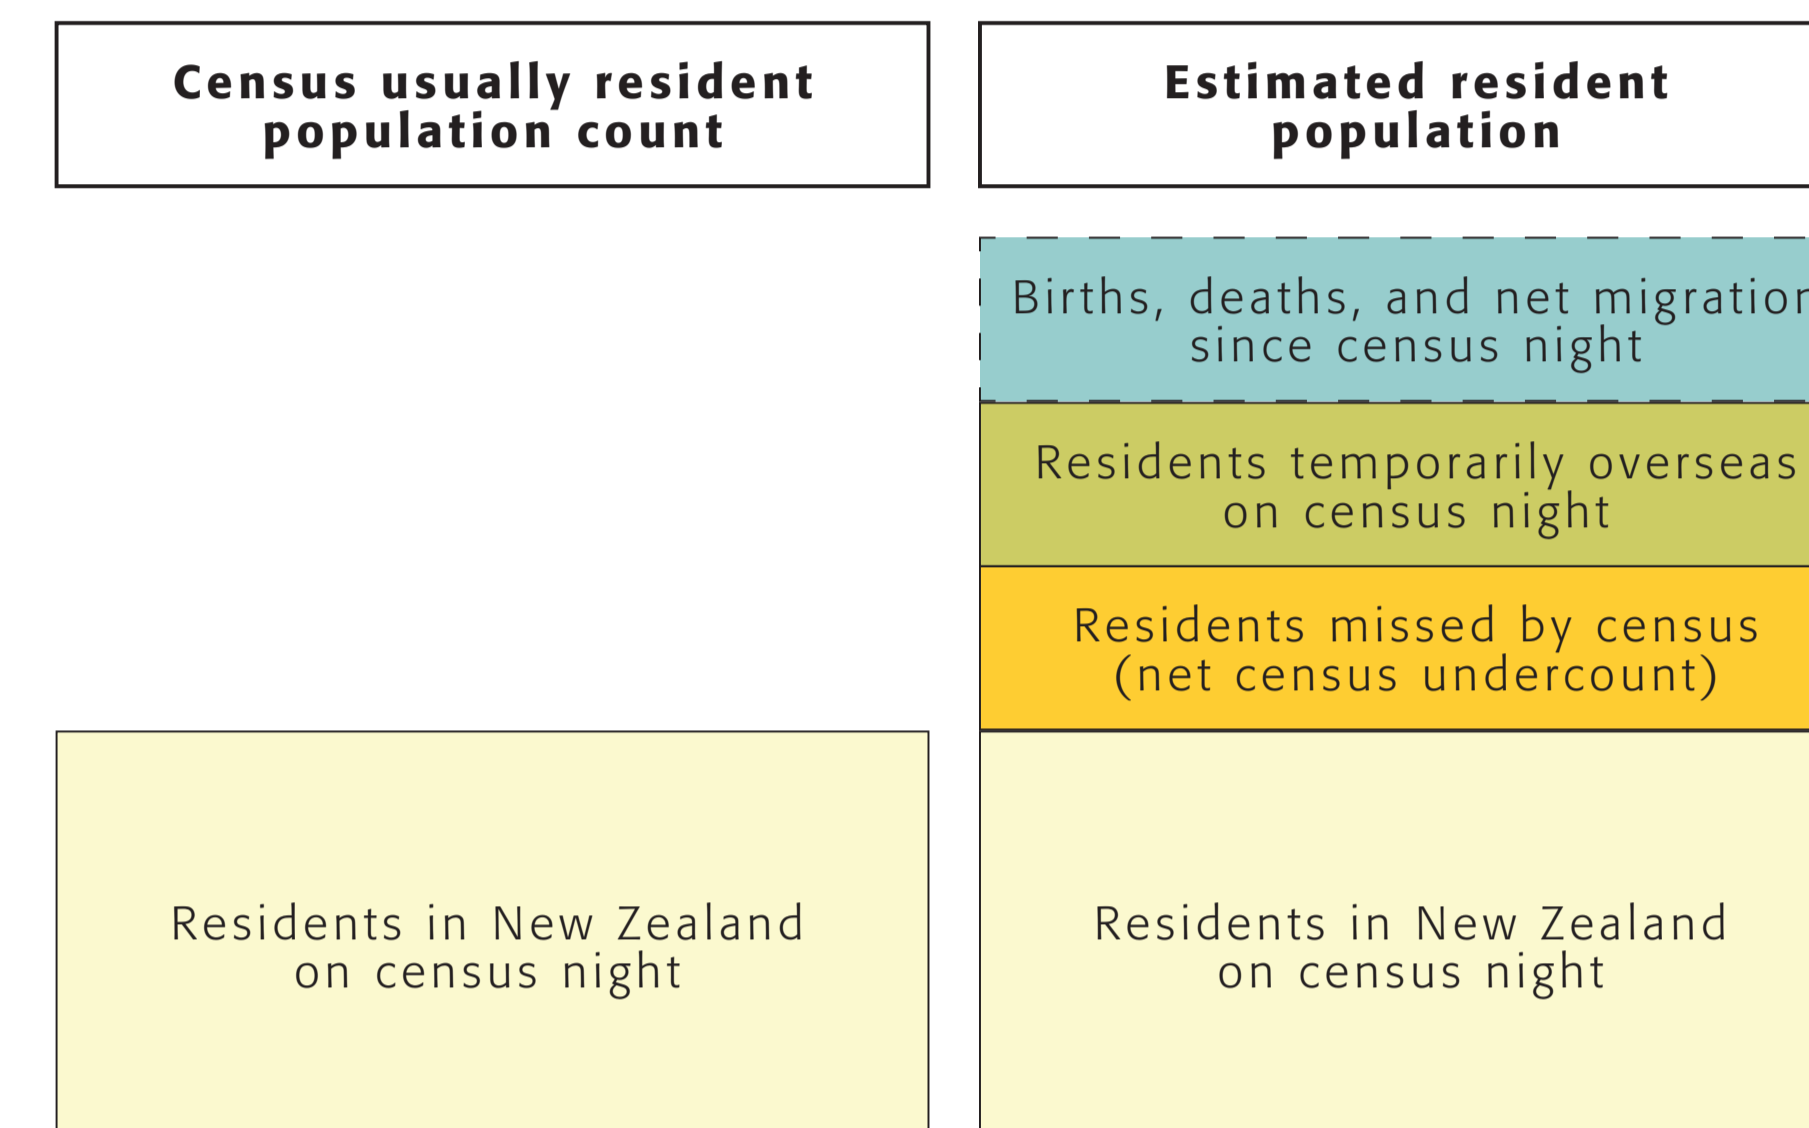 Census usually resident
population count
Estimated resident
population
Births, deaths, and net migration
since census night
Residents temporarily overseas
on census night
Residents missed by census
(net census undercount)
Residents in New Zealand
on census night
Residents in New Zealand
on census night